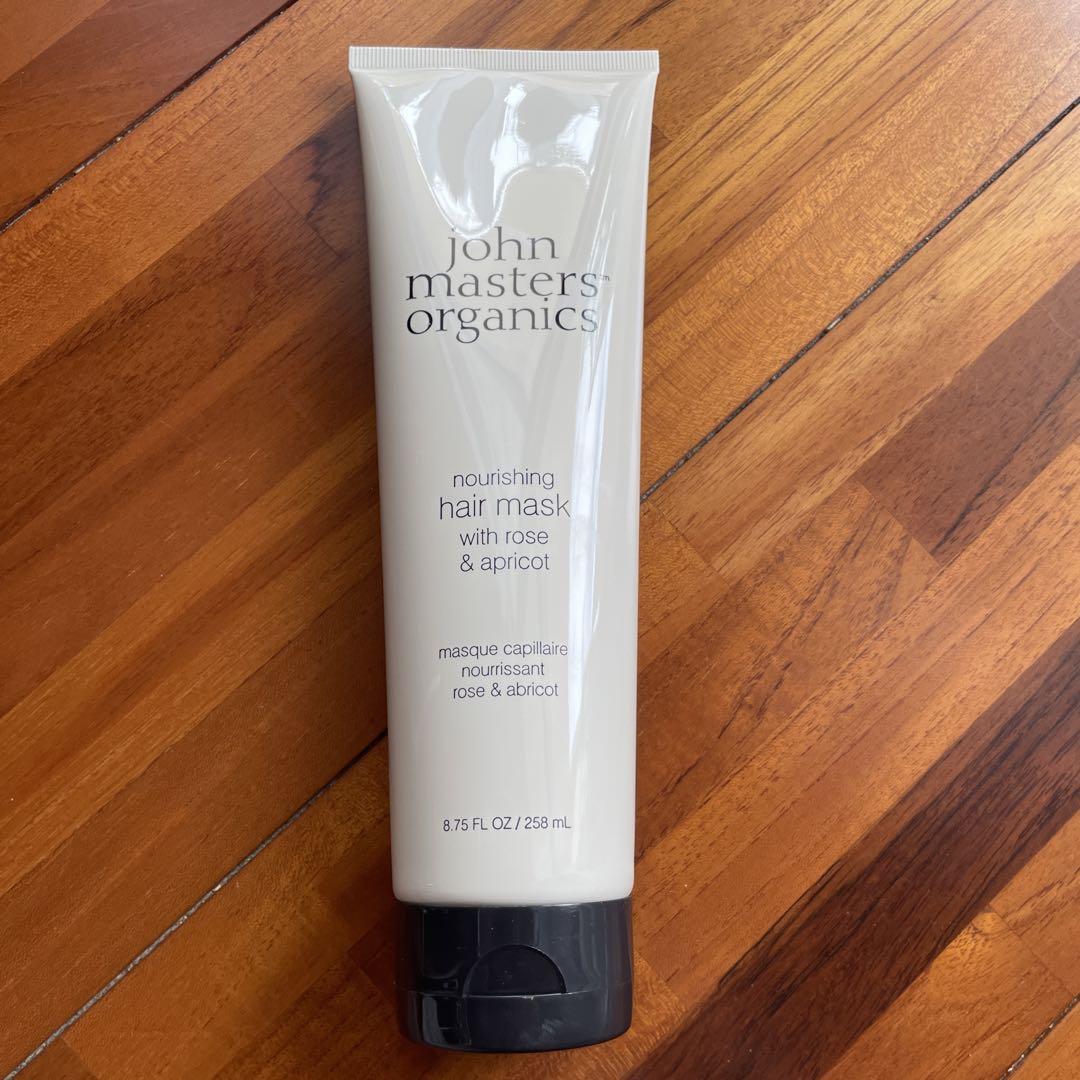 john
masters™
organics
nourishing
hair mask
with rose
& apricot
masque capillaire
nourrissant
rose & abricot
8.75 FL OZ / 258 mL